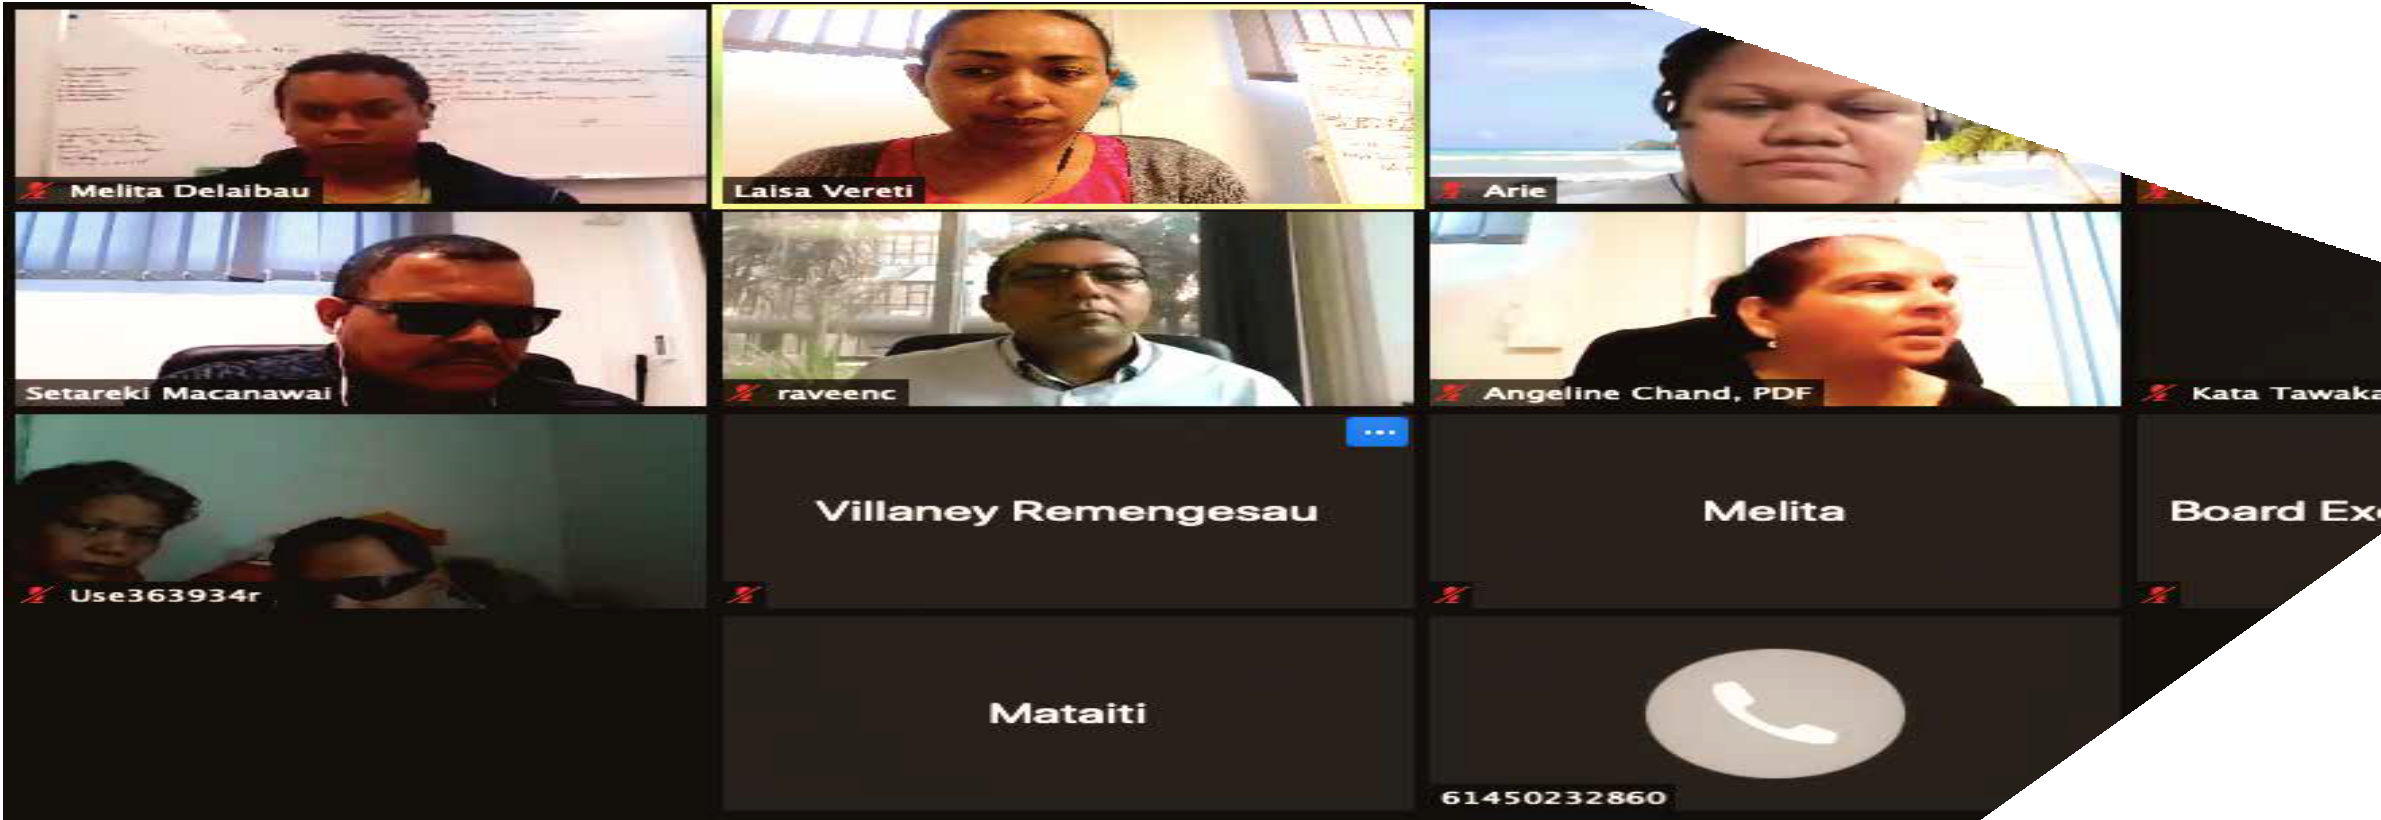 Melita Delaibau
Laisa Vereti
Arie
Setareki Macanawai
raveenc
Angeline Chand, PDF
Kata Tawaka
Use363934r
Villaney Remengesau
Melita
Board Ex
Mataiti
61450232860